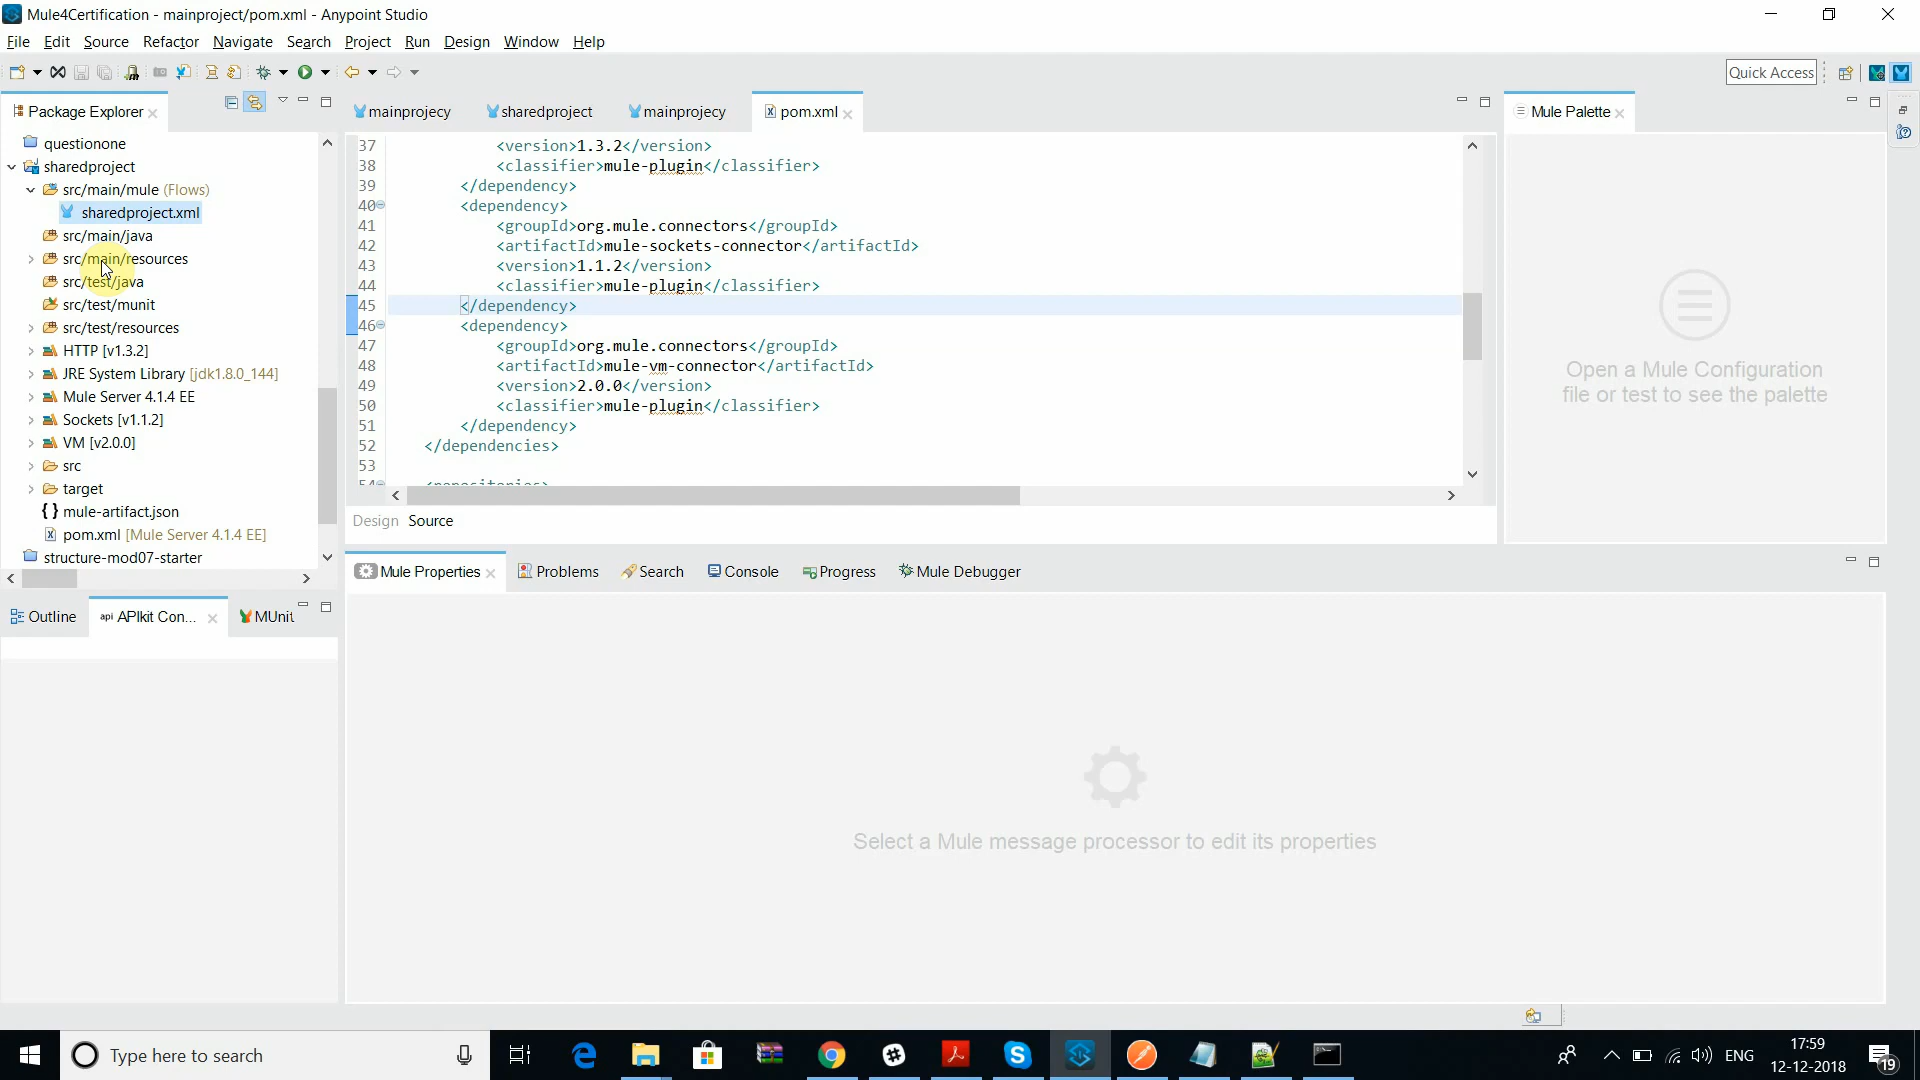 Mule4Certification - mainproject/pom.xml - Anypoint Studio
File Edit Source Refactor Navigate Search Project Run Design Window Help
Quick Access
Package Explorer
mainprojecy sharedproject mainprojecy pom.xml
Mule Palette
questionone
sharedproject
src/main/mule (Flows)
sharedproject.xml
src/main/java
src/main/resources
src/test/java
src/test/munit
src/test/resources
HTTP [v1.3.2]
JRE System Library [jdk1.8.0_144]
Mule Server 4.1.4 EE
Sockets [v1.1.2]
VM [v2.0.0]
src
target
mule-artifact.json
pom.xml [Mule Server 4.1.4 EE]
structure-mod07-starter
37 <version>1.3.2</version>
38 <classifier>mule-plugin</classifier>
39 </dependency>
40 <dependency>
41 <groupId>org.mule.connectors</groupId>
42 <artifactId>mule-sockets-connector</artifactId>
43 <version>1.1.2</version>
44 <classifier>mule-plugin</classifier>
45 </dependency>
46 <dependency>
47 <groupId>org.mule.connectors</groupId>
48 <artifactId>mule-vm-connector</artifactId>
49 <version>2.0.0</version>
50 <classifier>mule-plugin</classifier>
51 </dependency>
52 </dependencies>
53
54 <repositories>
Design Source
Open a Mule Configuration
file or test to see the palette
Mule Properties Problems Search Console Progress Mule Debugger
Outline api APIkit Con... MUnit
Select a Mule message processor to edit its properties
Type here to search
ENG
17:59
12-12-2018
19